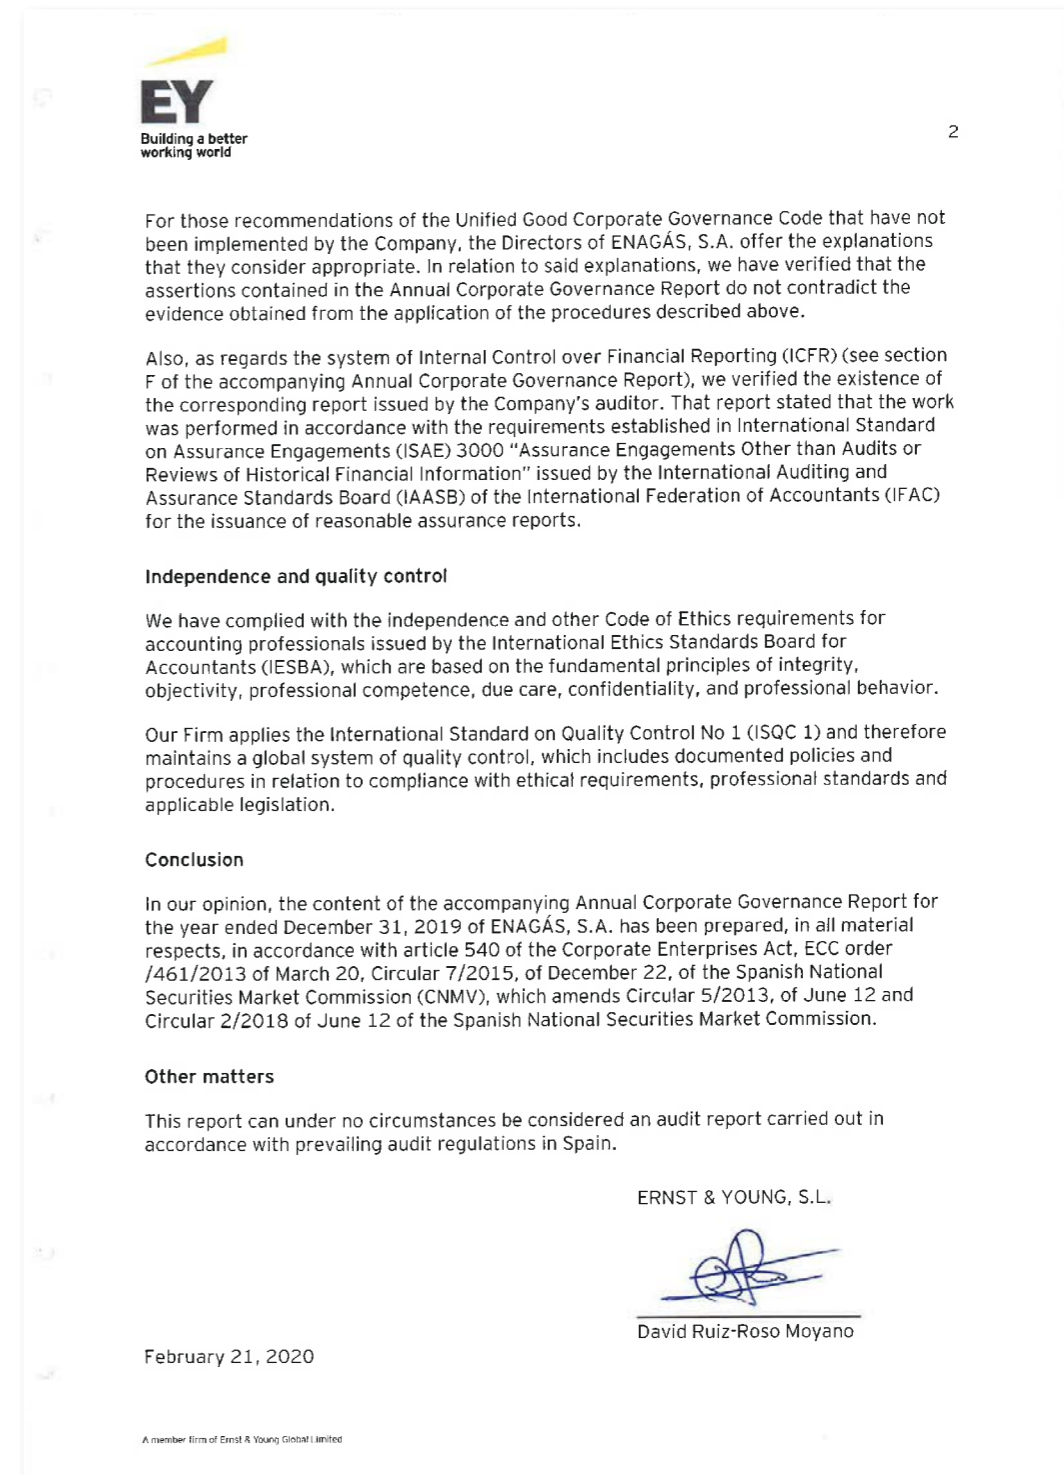 EY
Building a better
working world
2
For those recommendations of the Unified Good Corporate Governance Code that have not
been implemented by the Company, the Directors of ENAGÁS, S.A. offer the explanations
that they consider appropriate. In relation to said explanations, we have verified that the
assertions contained in the Annual Corporate Governance Report do not contradict the
evidence obtained from the application of the procedures described above.
Also, as regards the system of Internal Control over Financial Reporting (ICFR) (see section
F of the accompanying Annual Corporate Governance Report), we verified the existence of
the corresponding report issued by the Company's auditor. That report stated that the work
was performed in accordance with the requirements established in International Standard
on Assurance Engagements (ISAE) 3000 "Assurance Engagements Other than Audits or
Reviews of Historical Financial Information" issued by the International Auditing and
Assurance Standards Board (IAASB) of the International Federation of Accountants (IFAC)
for the issuance of reasonable assurance reports.
Independence and quality control
We have complied with the independence and other Code of Ethics requirements for
accounting professionals issued by the International Ethics Standards Board for
Accountants (IESBA), which are based on the fundamental principles of integrity,
objectivity, professional competence, due care, confidentiality, and professional behavior.
Our Firm applies the International Standard on Quality Control No 1 (ISQC 1) and therefore
maintains a global system of quality control, which includes documented policies and
procedures in relation to compliance with ethical requirements, professional standards and
applicable legislation.
Conclusion
In our opinion, the content of the accompanying Annual Corporate Governance Report for
the year ended December 31, 2019 of ENAGÁS, S.A. has been prepared, in all material
respects, in accordance with article 540 of the Corporate Enterprises Act, ECC order
/461/2013 of March 20, Circular 7/2015, of December 22, of the Spanish National
Securities Market Commission (CNMV), which amends Circular 5/2013, of June 12 and
Circular 2/2018 of June 12 of the Spanish National Securities Market Commission.
Other matters
This report can under no circumstances be considered an audit report carried out in
accordance with prevailing audit regulations in Spain.
ERNST & YOUNG, S.L.
David Ruiz-Roso Moyano
February 21, 2020
A member firm of Ernst & Young Global Limited